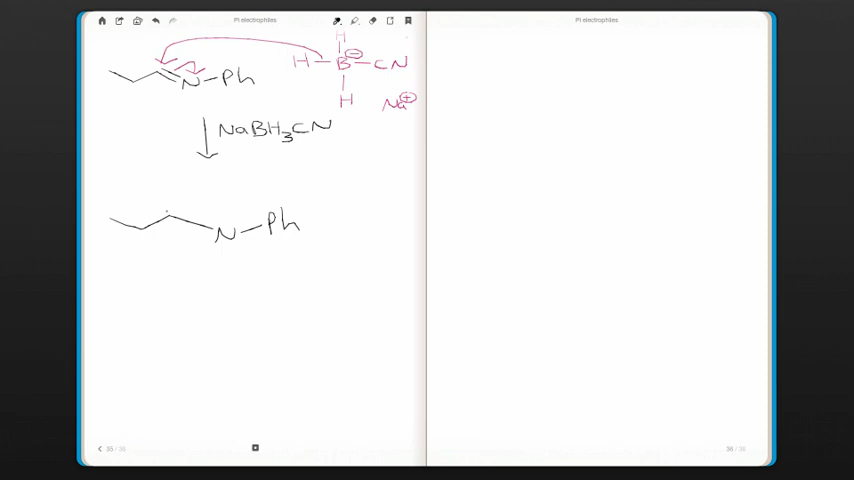 PI electrophiles
PI electrophiles
H
H B ⊖ CN
N Ph
H
Na ⊕
NaBH3CN
N Ph
35 / 36
36 / 36